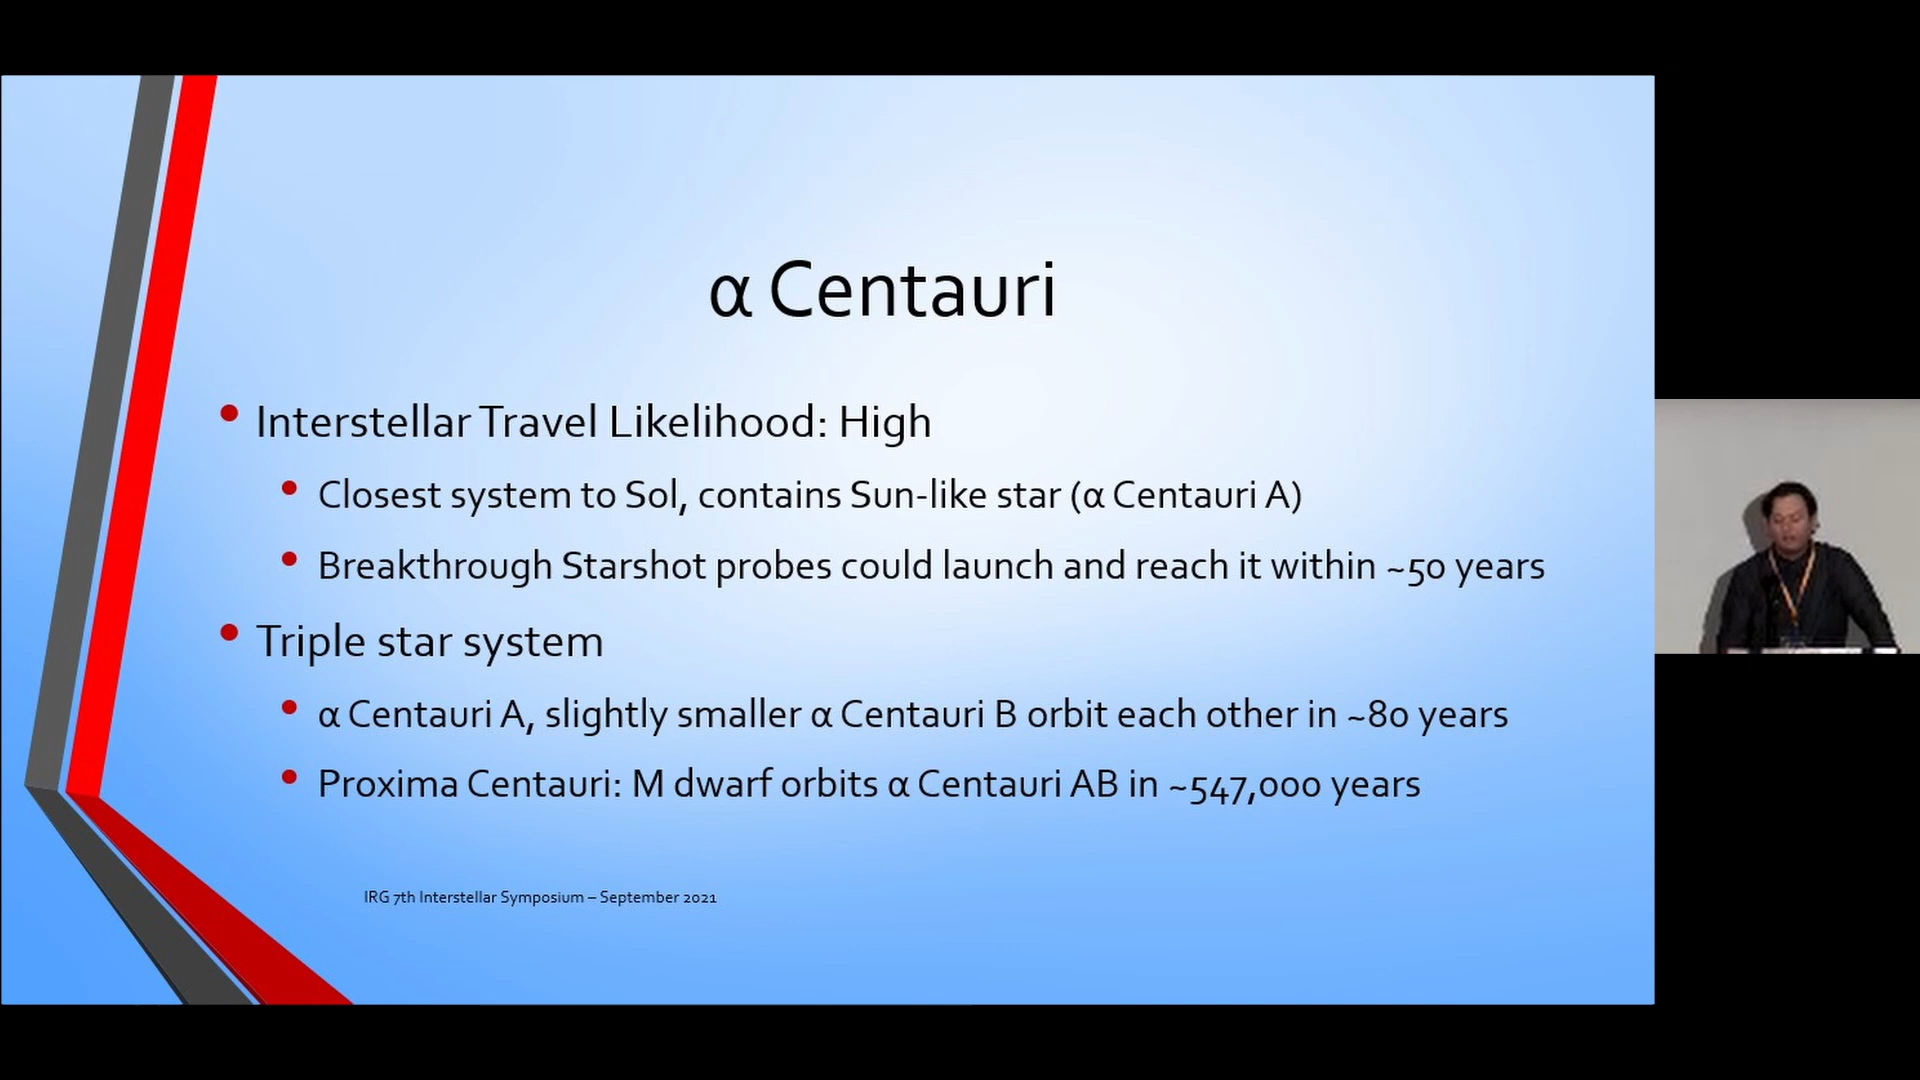 α Centauri
Interstellar Travel Likelihood: High
Closest system to Sol, contains Sun-like star (α Centauri A)
Breakthrough Starshot probes could launch and reach it within ~50 years
Triple star system
α Centauri A, slightly smaller α Centauri B orbit each other in ~80 years
Proxima Centauri: M dwarf orbits α Centauri AB in ~547,000 years
IRG 7th Interstellar Symposium – September 2021